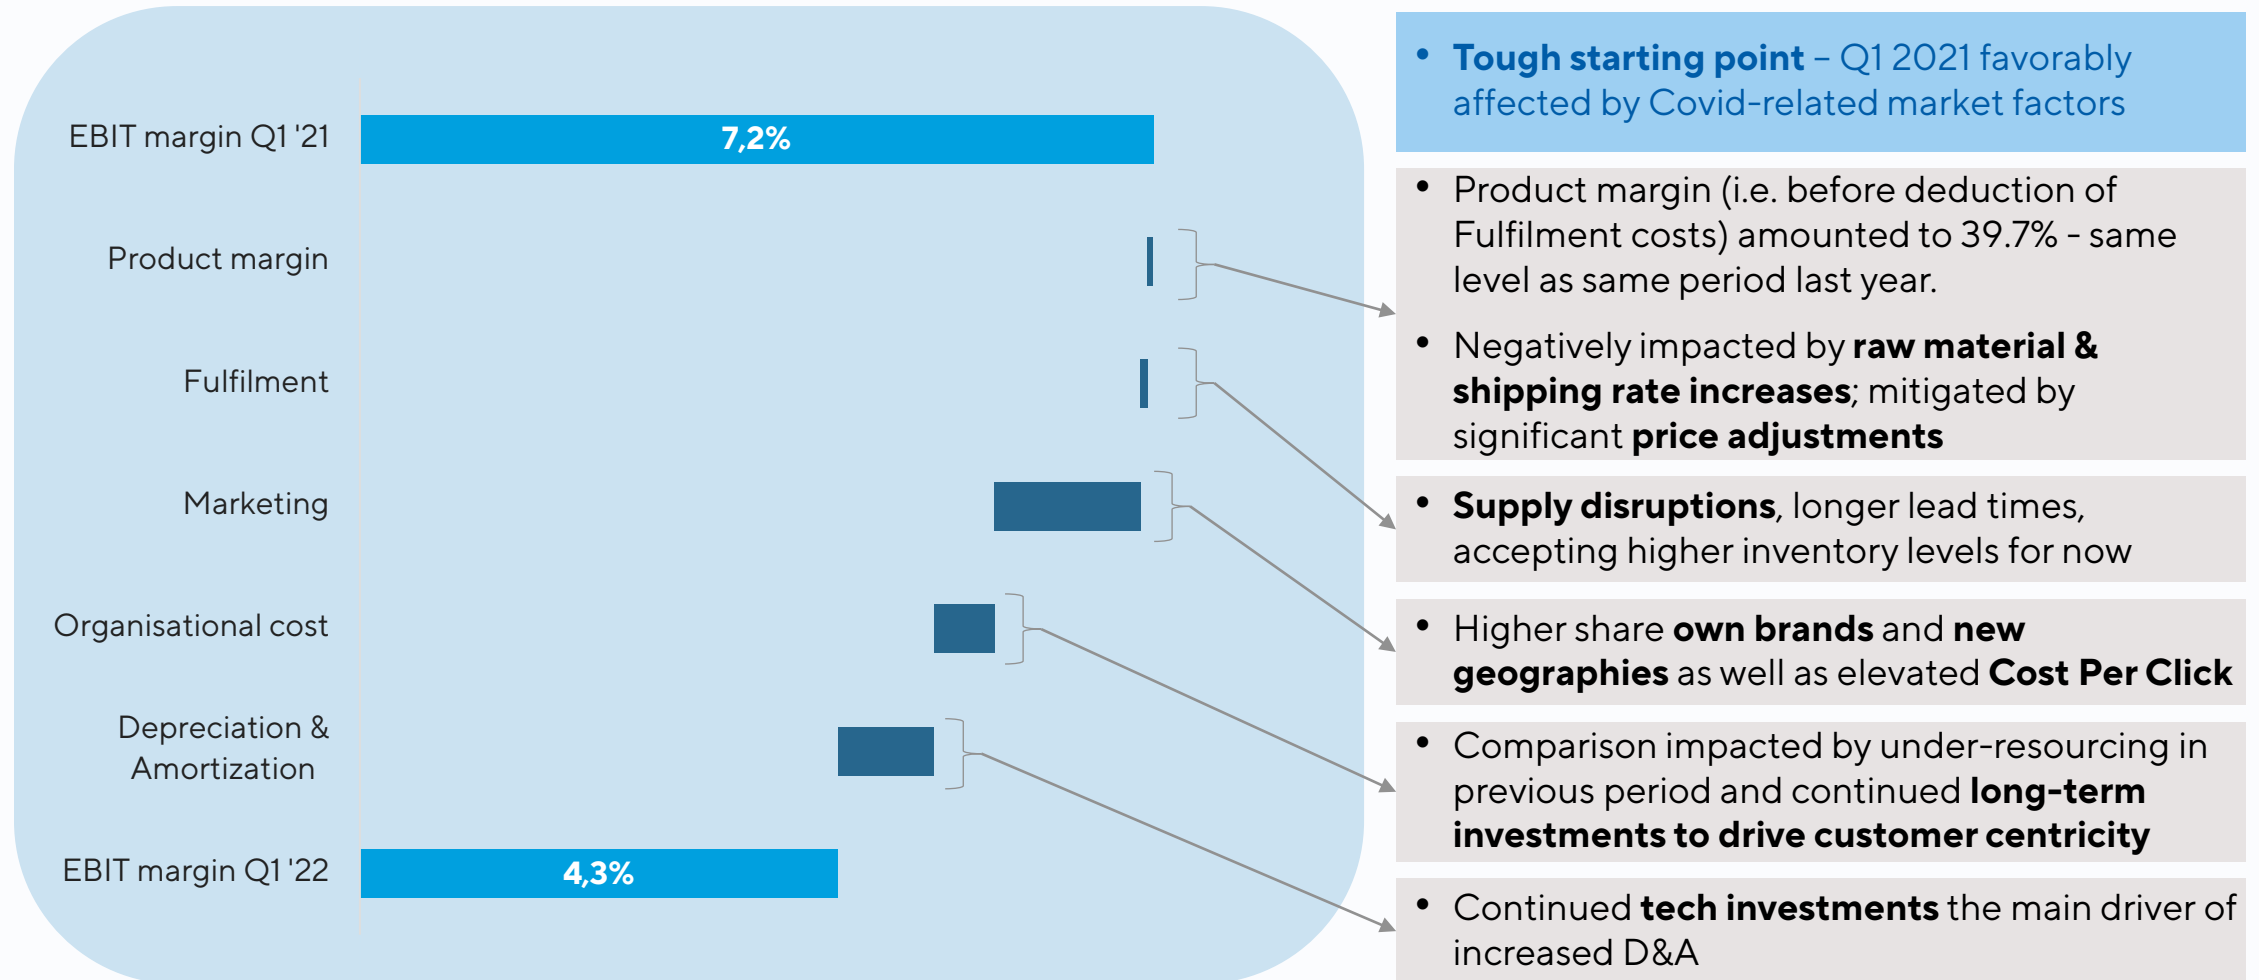 EBIT margin Q1 '21
7,2%
Product margin
Fulfilment
Marketing
Organisational cost
Depreciation &
Amortization
EBIT margin Q1 '22
4,3%
• Tough starting point – Q1 2021 favorably
affected by Covid-related market factors
• Product margin (i.e. before deduction of
Fulfilment costs) amounted to 39.7% - same
level as same period last year.
• Negatively impacted by raw material &
shipping rate increases; mitigated by
significant price adjustments
• Supply disruptions, longer lead times,
accepting higher inventory levels for now
• Higher share own brands and new
geographies as well as elevated Cost Per Click
• Comparison impacted by under-resourcing in
previous period and continued long-term
investments to drive customer centricity
• Continued tech investments the main driver of
increased D&A